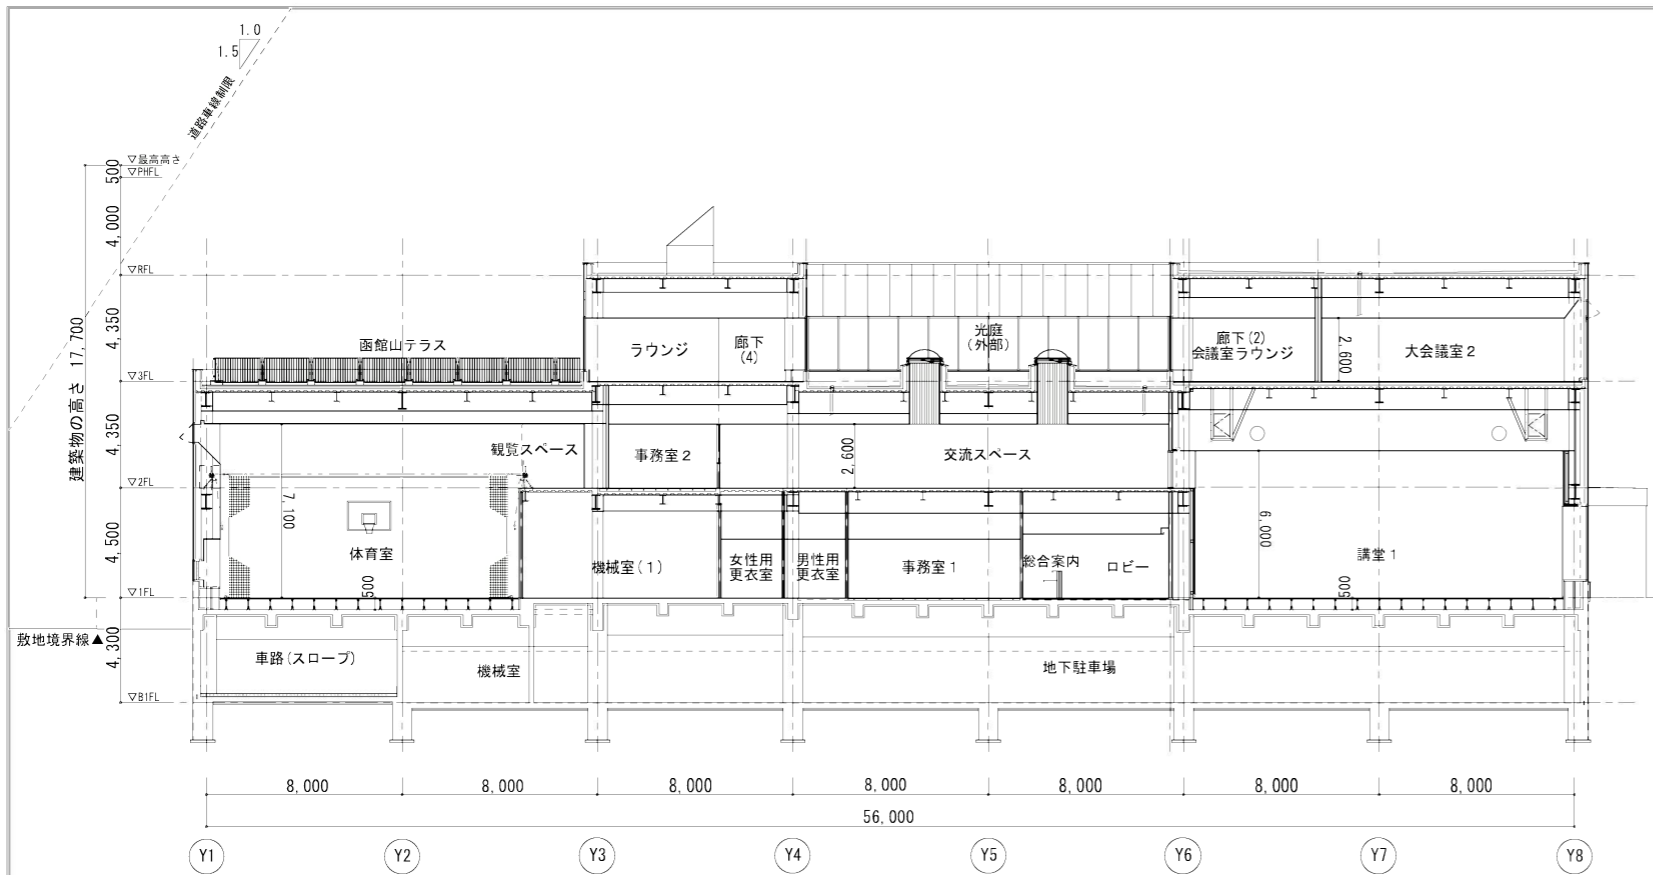 1.0
1.5
道路車線制限
▽最高高さ
▽PHFL
▽RFL
▽3FL
▽2FL
▽1FL
▽B1FL
500
4,000
4,350
4,350
4,500
4,300
建築物の高さ 17,700
敷地境界線▲
函館山テラス
ラウンジ
廊下
(4)
光庭
(外部)
廊下(2)
会議室ラウンジ
2,600
大会議室2
観覧スペース
事務室2
2,600
交流スペース
7,100
体育室
500
機械室(1)
女性用
更衣室
男性用
更衣室
事務室1
総合案内
ロビー
6,000
講堂1
500
車路(スロープ)
機械室
地下駐車場
8,000
8,000
8,000
8,000
8,000
8,000
8,000
56,000
Y1
Y2
Y3
Y4
Y5
Y6
Y7
Y8